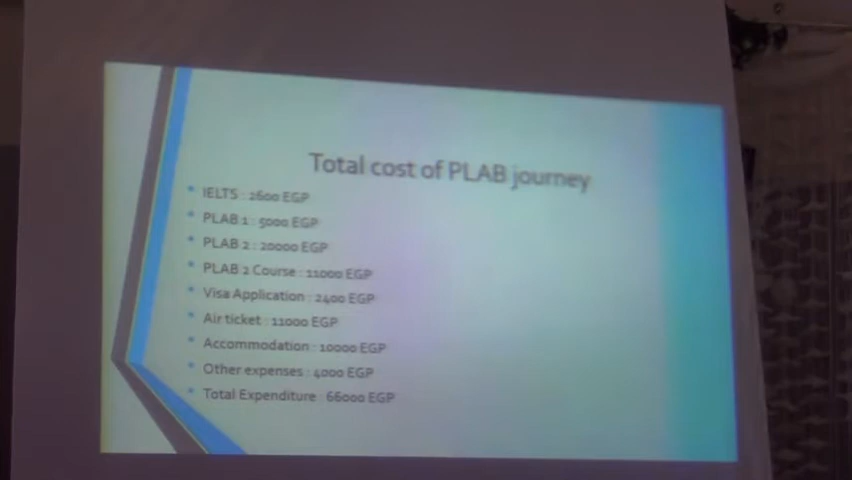 Total cost of PLAB journey
IELTS : 2600 EGP
PLAB 1 : 5000 EGP
PLAB 2 : 20000 EGP
PLAB 2 Course : 11000 EGP
Visa Application : 2400 EGP
Air ticket : 11000 EGP
Accommodation : 10000 EGP
Other expenses : 4000 EGP
Total Expenditure : 66000 EGP